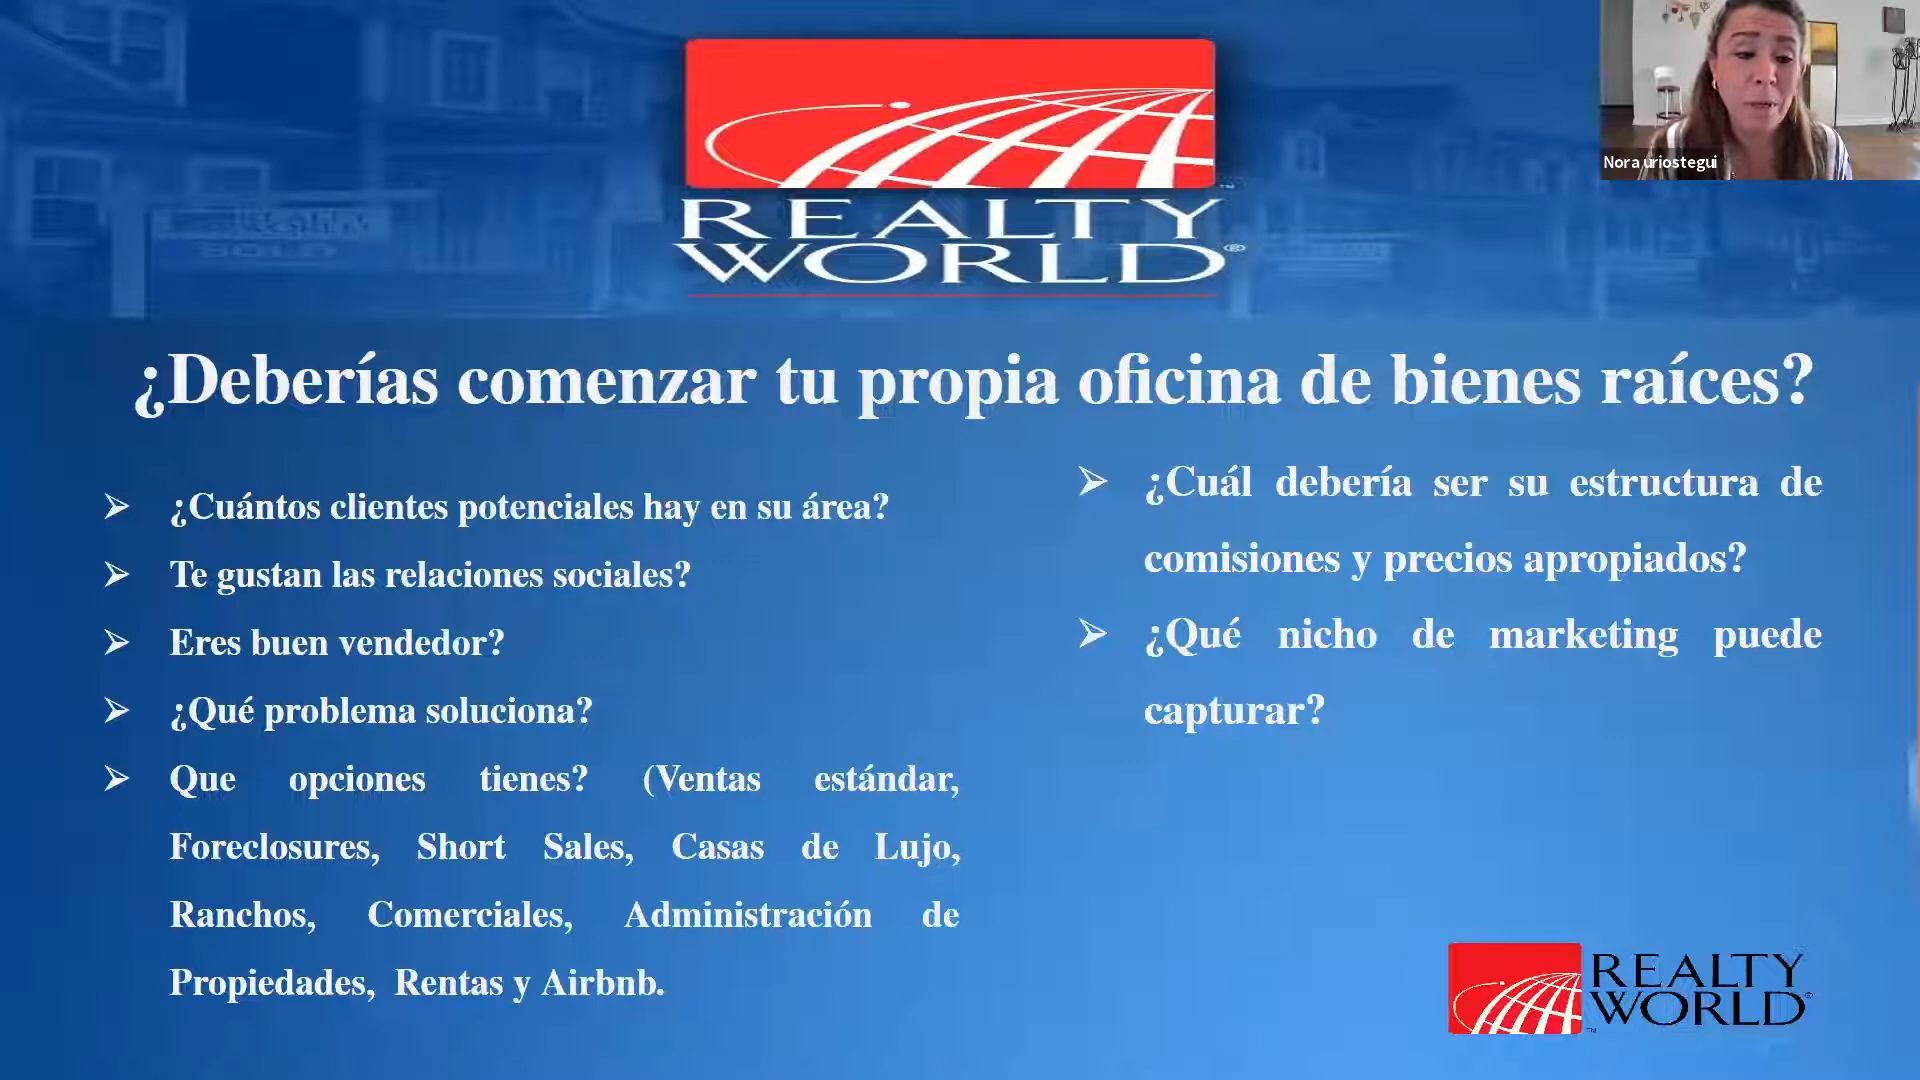 REALTY
WORLD®
Nora uriostegui
¿Deberías comenzar tu propia oficina de bienes raíces?
¿Cuántos clientes potenciales hay en su área?
Te gustan las relaciones sociales?
Eres buen vendedor?
¿Qué problema soluciona?
Que opciones tienes? (Ventas estándar,
Foreclosures, Short Sales, Casas de Lujo,
Ranchos, Comerciales, Administración de
Propiedades, Rentas y Airbnb.
¿Cuál debería ser su estructura de
comisiones y precios apropiados?
¿Qué nicho de marketing puede
capturar?
REALTY
WORLD®
SOLD